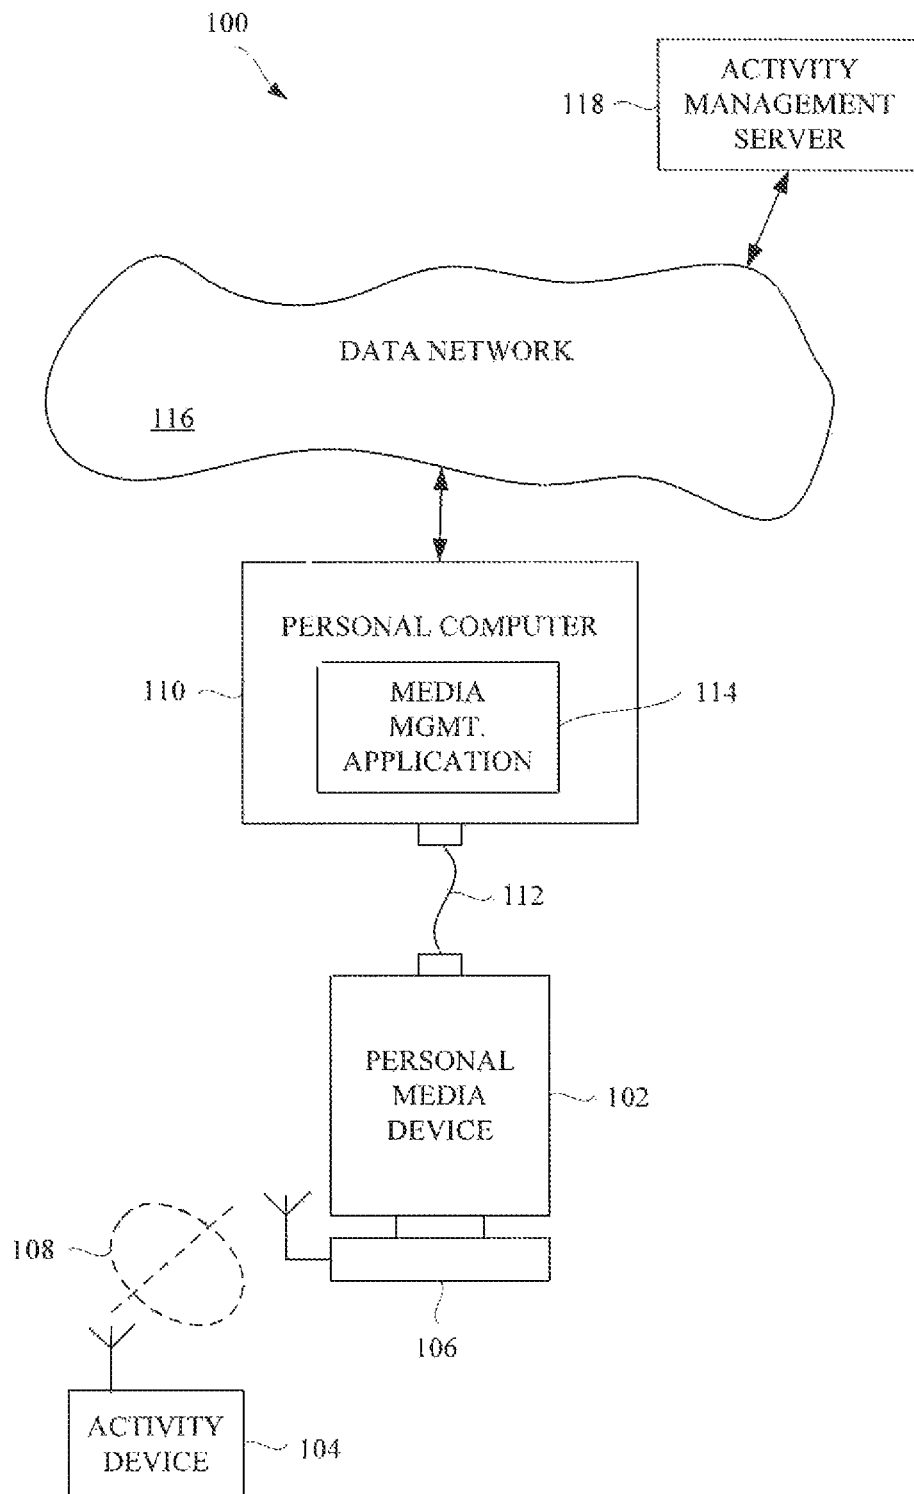 100
ACTIVITY
MANAGEMENT
SERVER
118
DATA NETWORK
116
PERSONAL COMPUTER
110
MEDIA
MGMT.
APPLICATION
114
112
PERSONAL
MEDIA
DEVICE
102
108
106
ACTIVITY
DEVICE
104